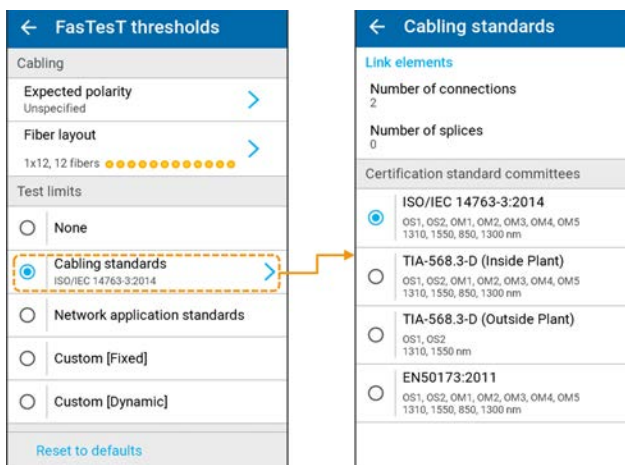 ← FasTesT thresholds
Cabling
Expected polarity
Unspecified
Fiber layout
1x12, 12 fibers
Test limits
None
Cabling standards
ISO/IEC 14763-3:2014
Network application standards
Custom [Fixed]
Custom [Dynamic]
Reset to defaults
← Cabling standards
Link elements
Number of connections
2
Number of splices
0
Certification standard committees
ISO/IEC 14763-3:2014
OS1, OS2, OM1, OM2, OM3, OM4, OM5
1310, 1550, 850, 1300 nm
TIA-568.3-D (Inside Plant)
OS1, OS2, OM1, OM2, OM3, OM4, OM5
1310, 1550, 850, 1300 nm
TIA-568.3-D (Outside Plant)
OS1, OS2
1310, 1550 nm
EN50173:2011
OS1, OS2, OM1, OM2, OM3, OM4, OM5
1310, 1550, 850, 1300 nm